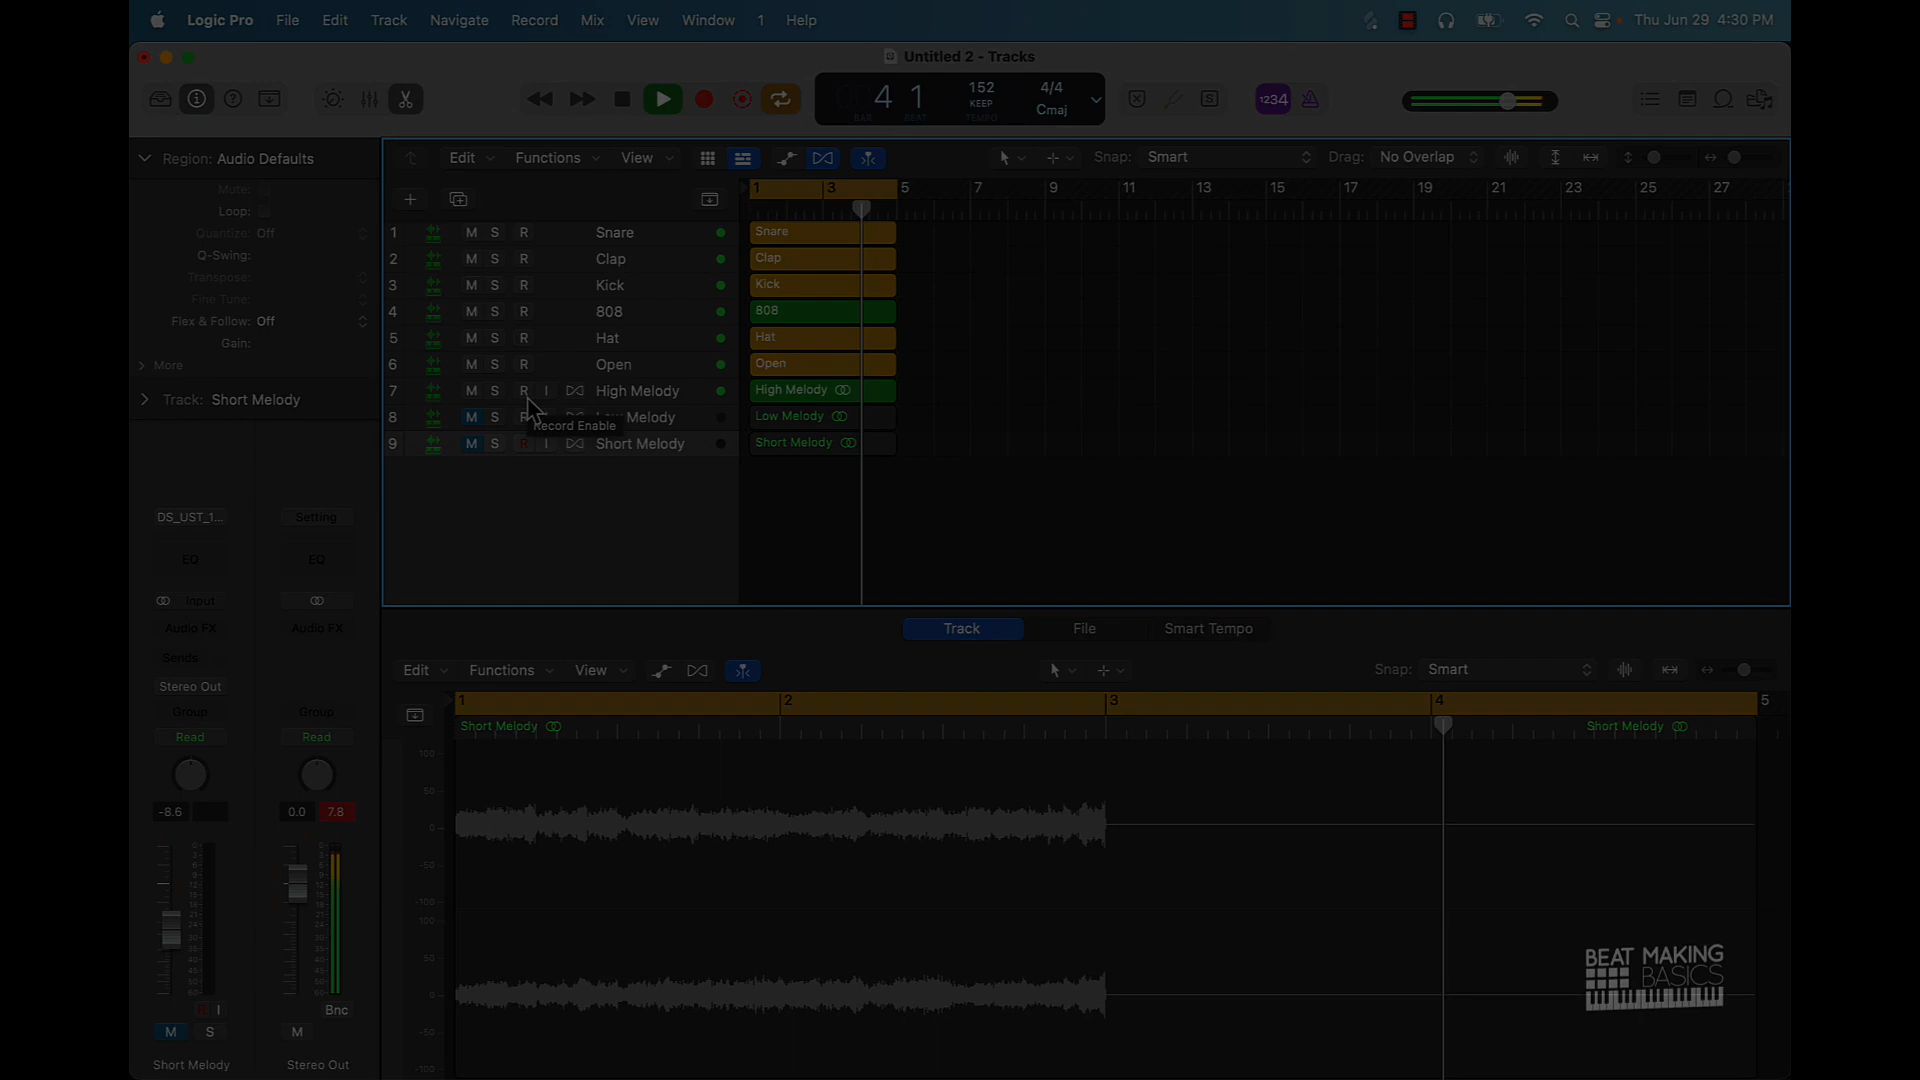 Logic Pro File Edit Track Navigate Record Mix View Window 1 Help Thu Jun 29 4:30 PM
Untitled 2 - Tracks
4 1 152 KEEP TEMPO 4/4 Cmaj
BAR BEAT
1234
Region: Audio Defaults
Mute:
Loop:
Quantize: Off
Q-Swing:
Transpose:
Fine Tune:
Flex & Follow: Off
Gain:
More
Track: Short Melody
Edit Functions View Snap: Smart Drag: No Overlap
1 3 5 7 9 11 13 15 17 19 21 23 25 27
1 M S R Snare Snare
2 M S R Clap Clap
3 M S R Kick Kick
4 M S R 808 808
5 M S R Hat Hat
6 M S R Open Open
7 M S R I High Melody High Melody
8 M S R Low Melody Low Melody
Record Enable
9 M S R I Short Melody Short Melody
DS_UST_1... Setting
EQ EQ
Input
Audio FX Audio FX
Sends
Stereo Out
Group Group
Read Read
-8.6 0.0 7.8
R I Bnc
M S M
Short Melody Stereo Out
Track File Smart Tempo
Edit Functions View Snap: Smart
1 2 3 4 5
Short Melody Short Melody
100
50
0
-50
-100
100
50
0
-50
-100
BEAT MAKING
BASICS